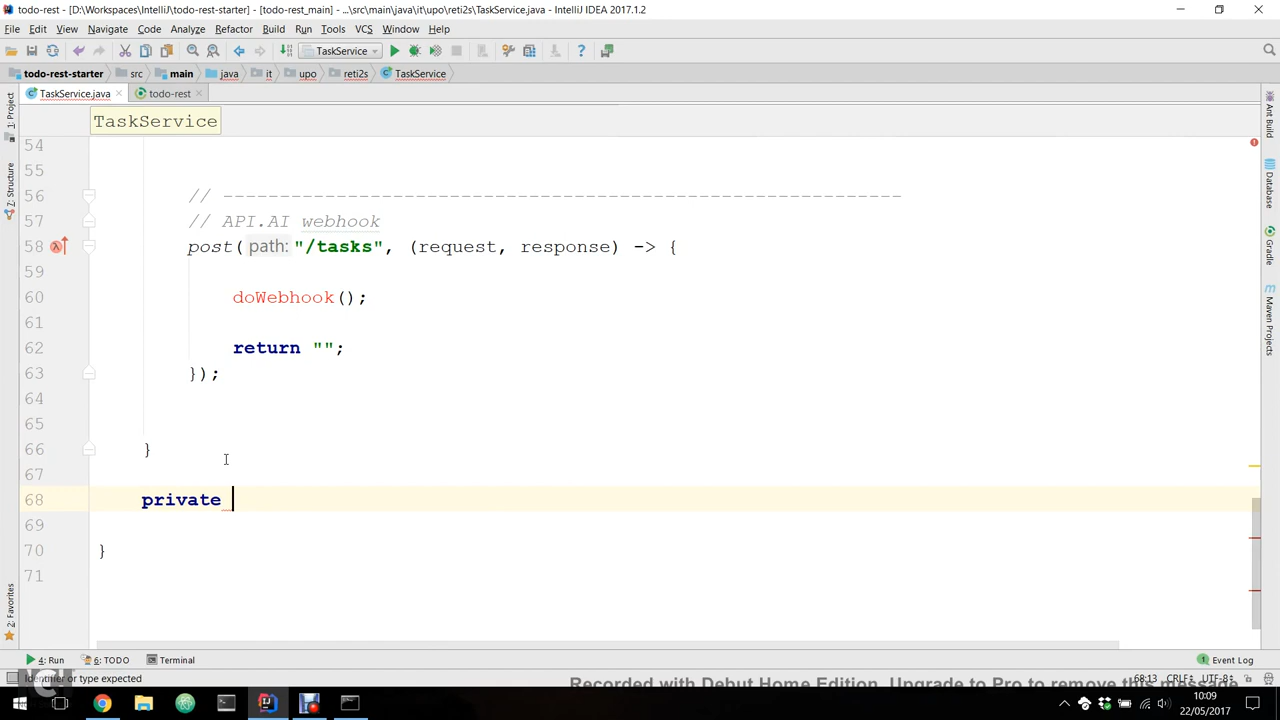 todo-rest - [D:\Workspaces\IntelliJ\todo-rest-starter] - [todo-rest_main] - ...\src\main\java\it\upo\reti2s\TaskService.java - IntelliJ IDEA 2017.1.2
File Edit View Navigate Code Analyze Refactor Build Run Tools VCS Window Help
TaskService
todo-rest-starter src main java it upo reti2s TaskService
TaskService.java todo-rest
TaskService
1: Project
Z: Structure
2: Favorites
Ant Build
Database
Gradle
Maven Projects
54
55
56 // ------------------------------------------------------------
57 // API.AI webhook
58 post( path: "/tasks", (request, response) -> {
59
60 doWebhook();
61
62 return "";
63 });
64
65
66 }
67
68 private
69
70 }
71
4: Run 6: TODO Terminal Event Log
Identifier or type expected 68:13 CRLF UTF-8
Recorded with Debut Home Edition. Upgrade to Pro to remove this message
10:09
22/05/2017